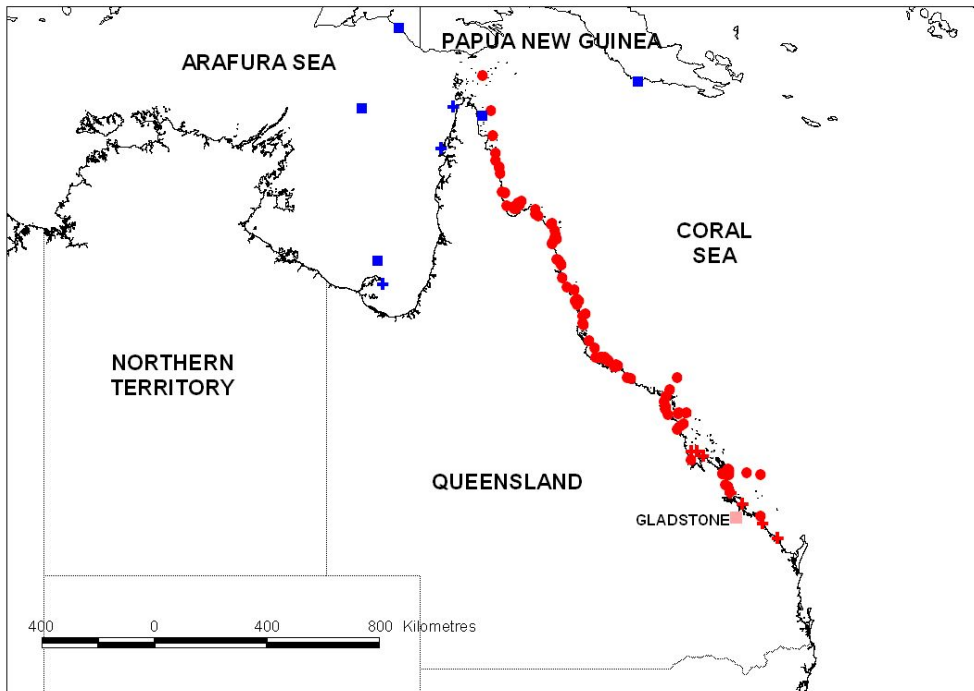 PAPUA NEW GUINEA
ARAFURA SEA
CORAL
SEA
NORTHERN
TERRITORY
QUEENSLAND
GLADSTONE
400 0 400 800 Kilometres